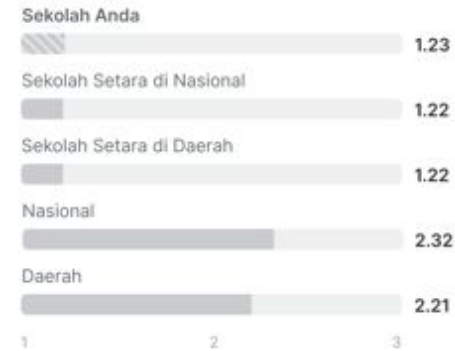 Sekolah Anda
1.23
Sekolah Setara di Nasional
1.22
Sekolah Setara di Daerah
1.22
Nasional
2.32
Daerah
2.21
1 2 3